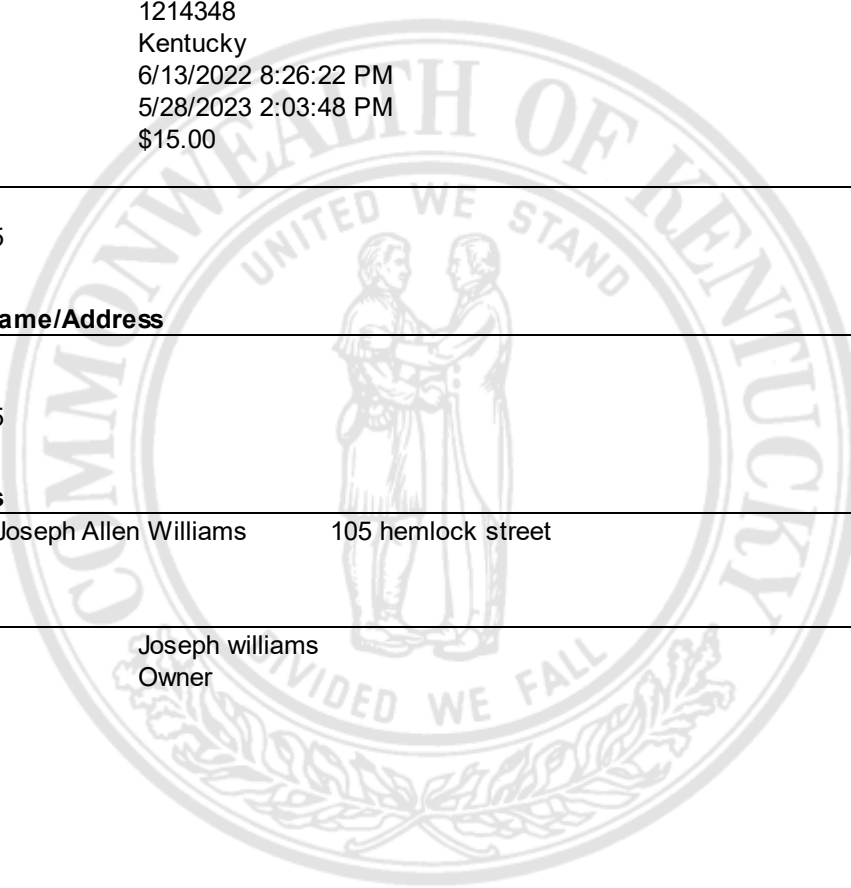 1214348
Kentucky
6/13/2022 8:26:22 PM
5/28/2023 2:03:48 PM
$15.00
5
ame/Address
5
s
Joseph Allen Williams 105 hemlock street
Joseph williams
Owner
COMMONWEALTH OF KENTUCKY
UNITED WE STAND
DIVIDED WE FALL